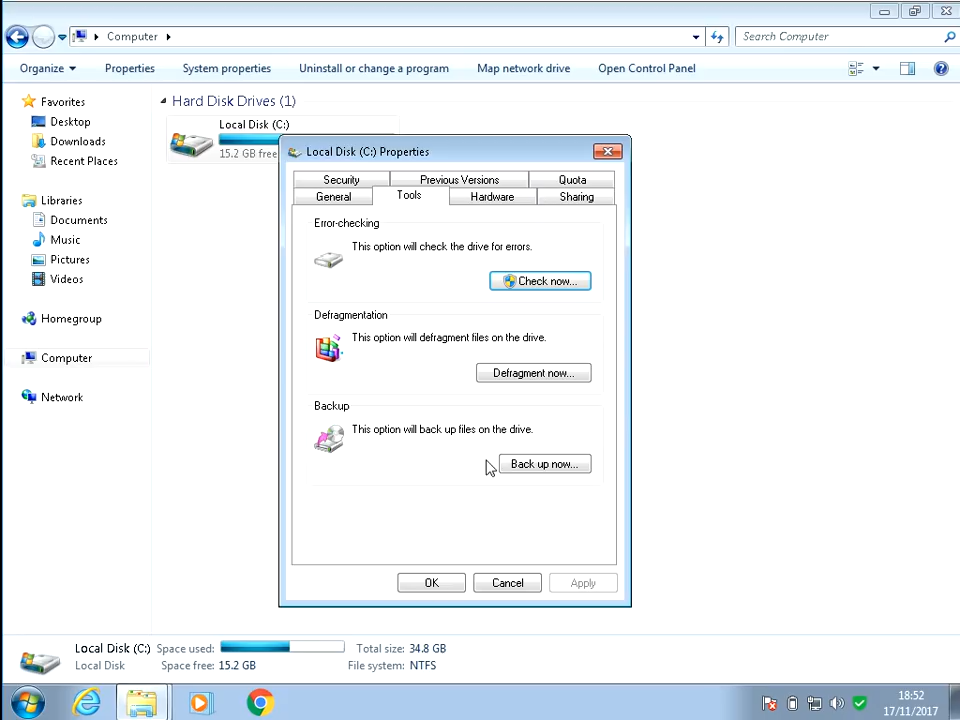 Computer
Search Computer
Organize
Properties
System properties
Uninstall or change a program
Map network drive
Open Control Panel
Favorites
Desktop
Downloads
Recent Places
Libraries
Documents
Music
Pictures
Videos
Homegroup
Computer
Network
Hard Disk Drives (1)
Local Disk (C:)
15.2 GB free
Local Disk (C:) Properties
Security
Previous Versions
Quota
General
Tools
Hardware
Sharing
Error-checking
This option will check the drive for errors.
Check now...
Defragmentation
This option will defragment files on the drive.
Defragment now...
Backup
This option will back up files on the drive.
Back up now...
OK
Cancel
Apply
Local Disk (C:) Space used: Total size: 34.8 GB
Local Disk Space free: 15.2 GB File system: NTFS
18:52
17/11/2017